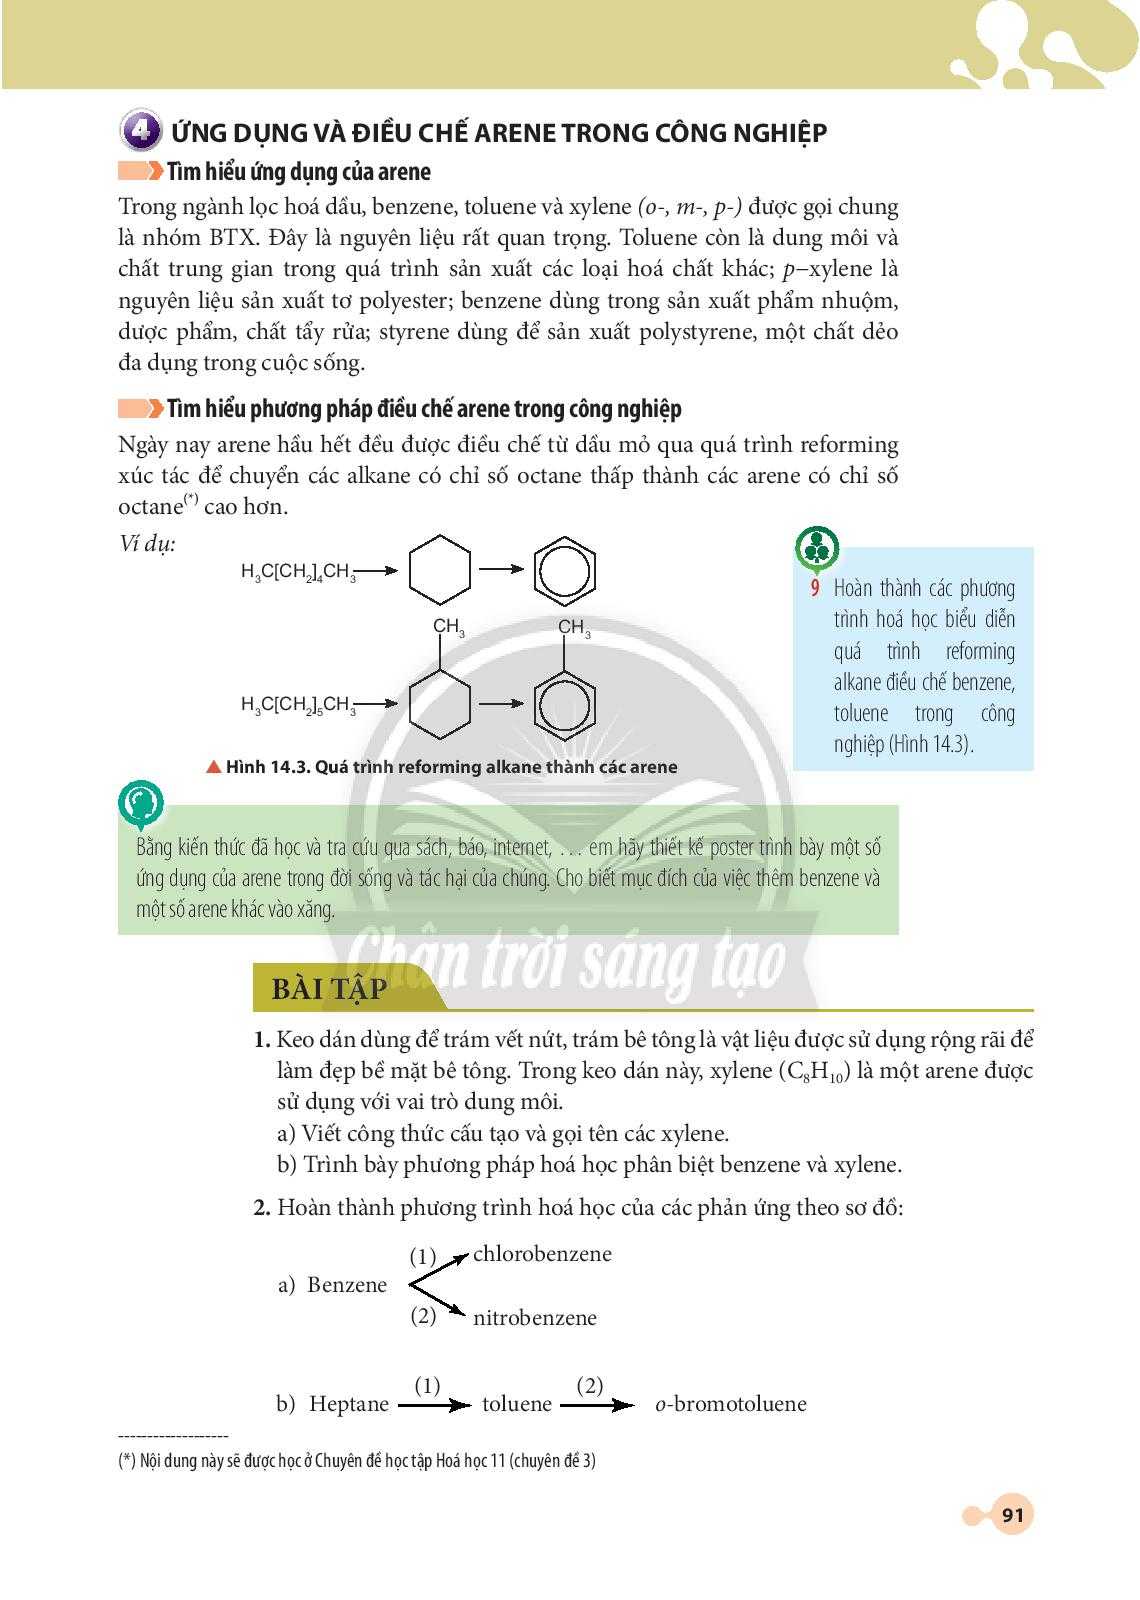 4 ỨNG DỤNG VÀ ĐIỀU CHẾ ARENE TRONG CÔNG NGHIỆP
Tìm hiểu ứng dụng của arene
Trong ngành lọc hoá dầu, benzene, toluene và xylene (o-, m-, p-) được gọi chung
là nhóm BTX. Đây là nguyên liệu rất quan trọng. Toluene còn là dung môi và
chất trung gian trong quá trình sản xuất các loại hoá chất khác; p–xylene là
nguyên liệu sản xuất tơ polyester; benzene dùng trong sản xuất phẩm nhuộm,
dược phẩm, chất tẩy rửa; styrene dùng để sản xuất polystyrene, một chất dẻo
đa dụng trong cuộc sống.
Tìm hiểu phương pháp điều chế arene trong công nghiệp
Ngày nay arene hầu hết đều được điều chế từ dầu mỏ qua quá trình reforming
xúc tác để chuyển các alkane có chỉ số octane thấp thành các arene có chỉ số
octane(*) cao hơn.
Ví dụ:
H3C[CH2]4CH3
CH3 CH3
H3C[CH2]5CH3
▲ Hình 14.3. Quá trình reforming alkane thành các arene
9 Hoàn thành các phương
trình hoá học biểu diễn
quá trình reforming
alkane điều chế benzene,
toluene trong công
nghiệp (Hình 14.3).
Bằng kiến thức đã học và tra cứu qua sách, báo, internet, … em hãy thiết kế poster trình bày một số
ứng dụng của arene trong đời sống và tác hại của chúng. Cho biết mục đích của việc thêm benzene và
một số arene khác vào xăng.
Chân trời sáng tạo
BÀI TẬP
1. Keo dán dùng để trám vết nứt, trám bê tông là vật liệu được sử dụng rộng rãi để
làm đẹp bề mặt bê tông. Trong keo dán này, xylene (C8H10) là một arene được
sử dụng với vai trò dung môi.
a) Viết công thức cấu tạo và gọi tên các xylene.
b) Trình bày phương pháp hoá học phân biệt benzene và xylene.
2. Hoàn thành phương trình hoá học của các phản ứng theo sơ đồ:
(1) chlorobenzene
a) Benzene
(2) nitrobenzene
(1) (2)
b) Heptane toluene o-bromotoluene
-------------------
(*) Nội dung này sẽ được học ở Chuyên đề học tập Hoá học 11 (chuyên đề 3)
91